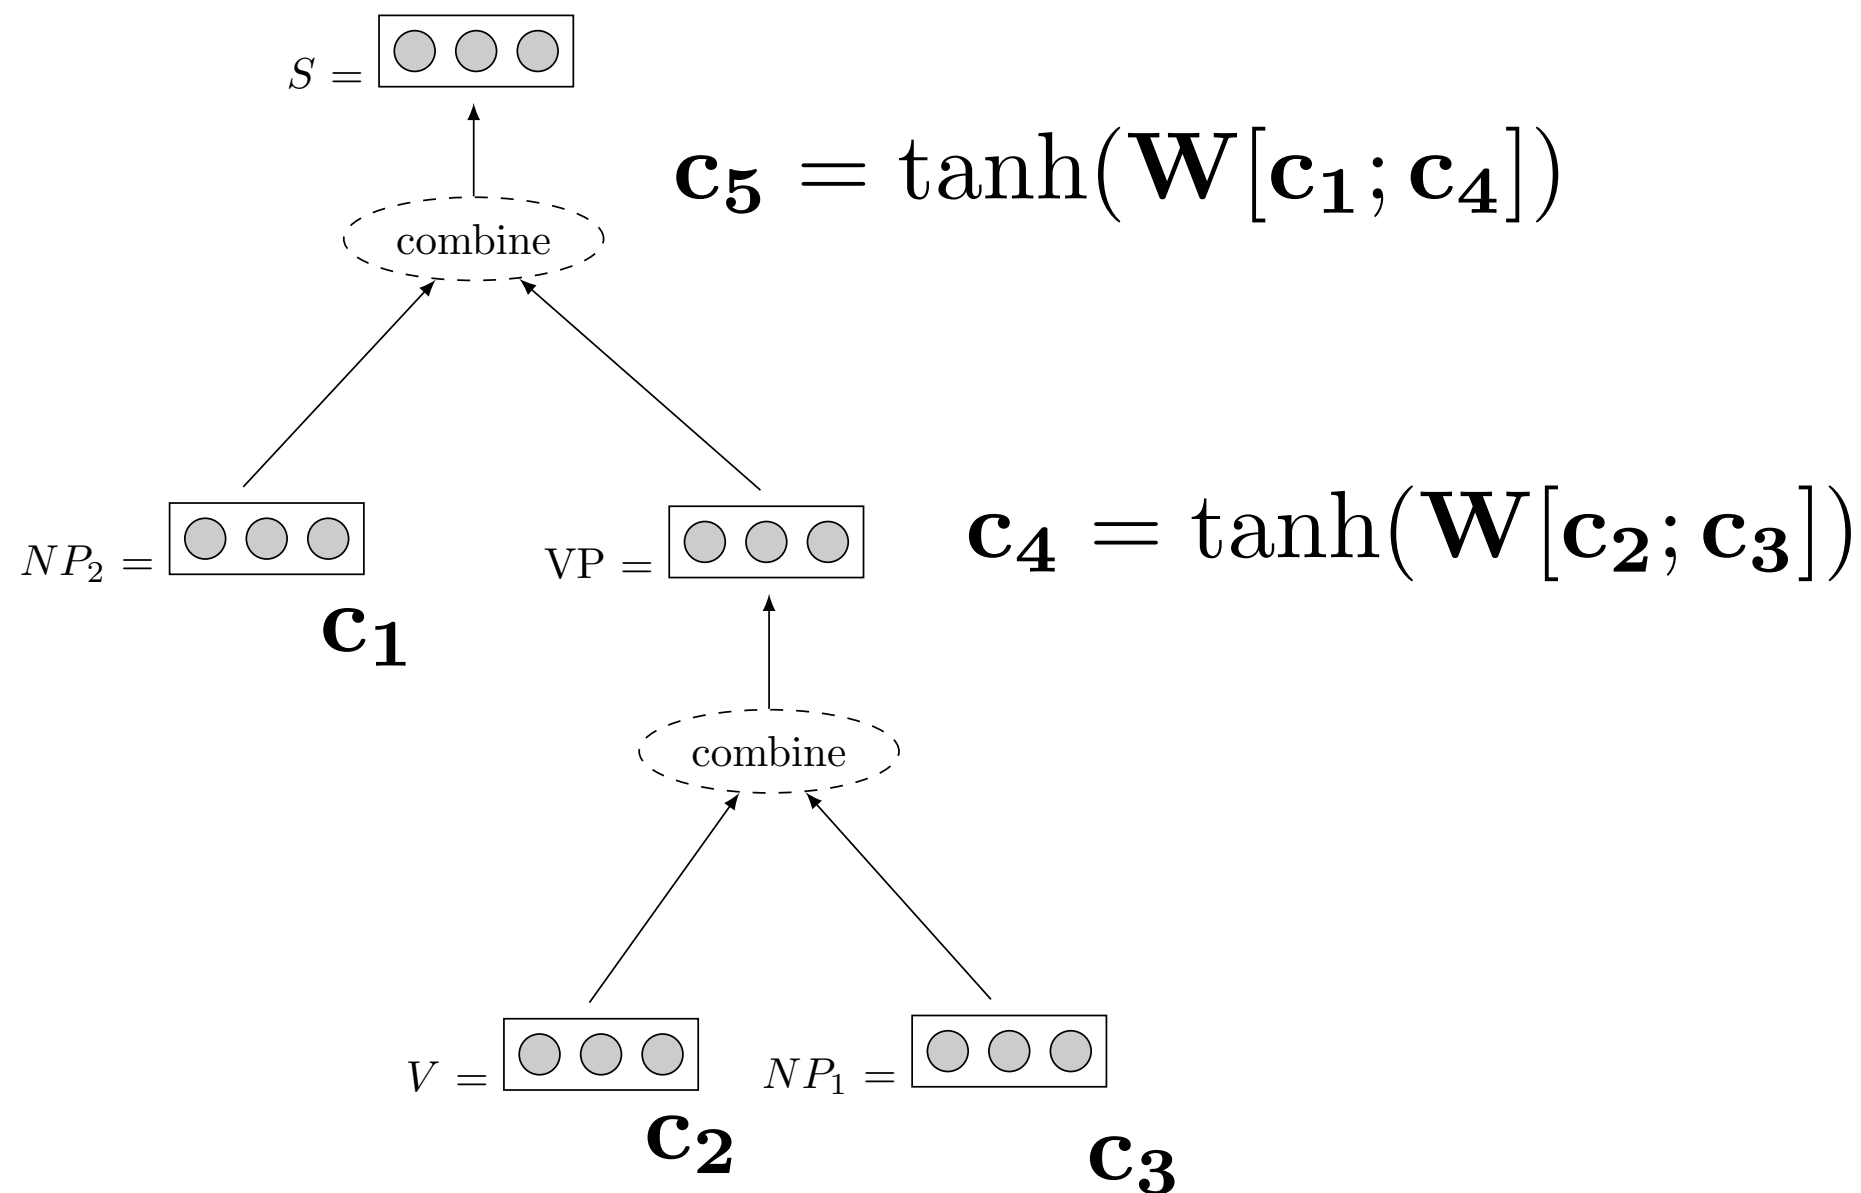 S =
c₅ = tanh(W[c₁; c₄])
combine
NP₂ =
VP =
c₄ = tanh(W[c₂; c₃])
c₁
combine
V =
NP₁ =
c₂
c₃